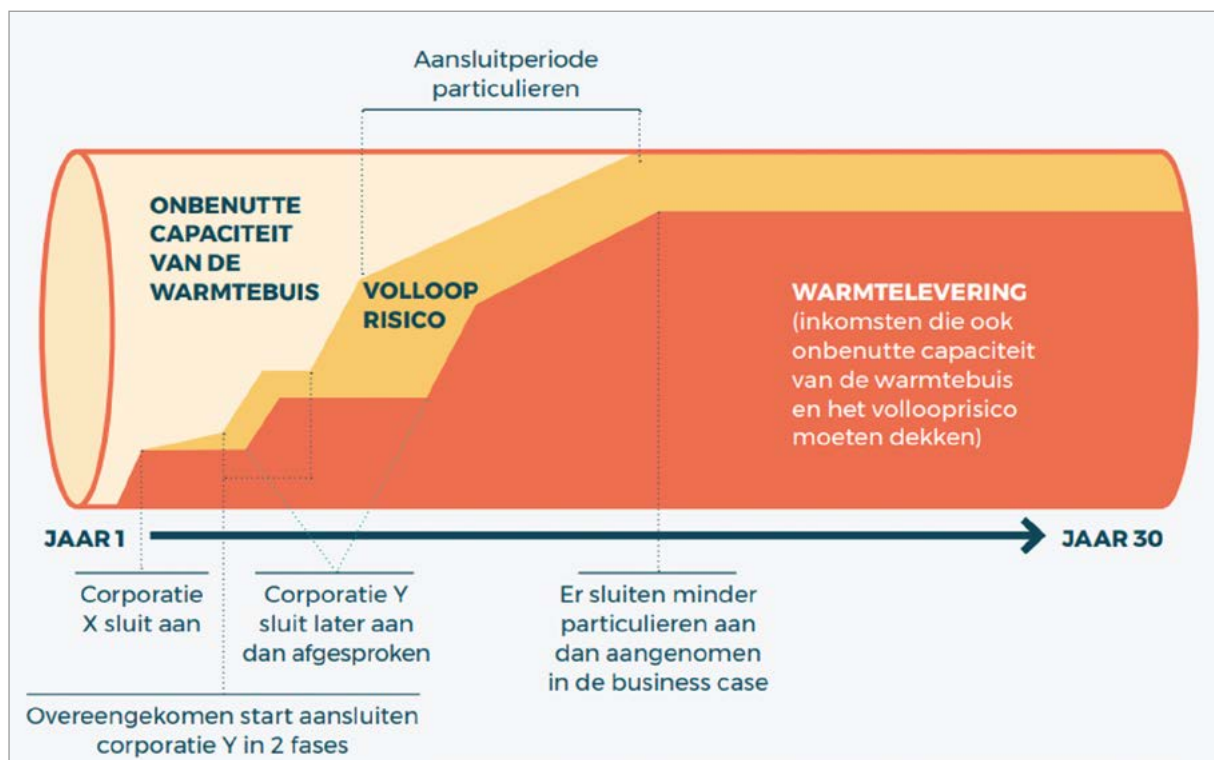 Aansluitperiode
particulieren
ONBENUTTE
CAPACITEIT
VAN DE
WARMTEBUIS
VOLLOOP
RISICO
WARMTELEVERING
(inkomsten die ook
onbenutte capaciteit
van de warmtebuis
en het vollooprisico
moeten dekken)
JAAR 1
JAAR 30
Corporatie
X sluit aan
Corporatie Y
sluit later aan
dan afgesproken
Er sluiten minder
particulieren aan
dan aangenomen
in de business case
Overeengekomen start aansluiten
corporatie Y in 2 fases